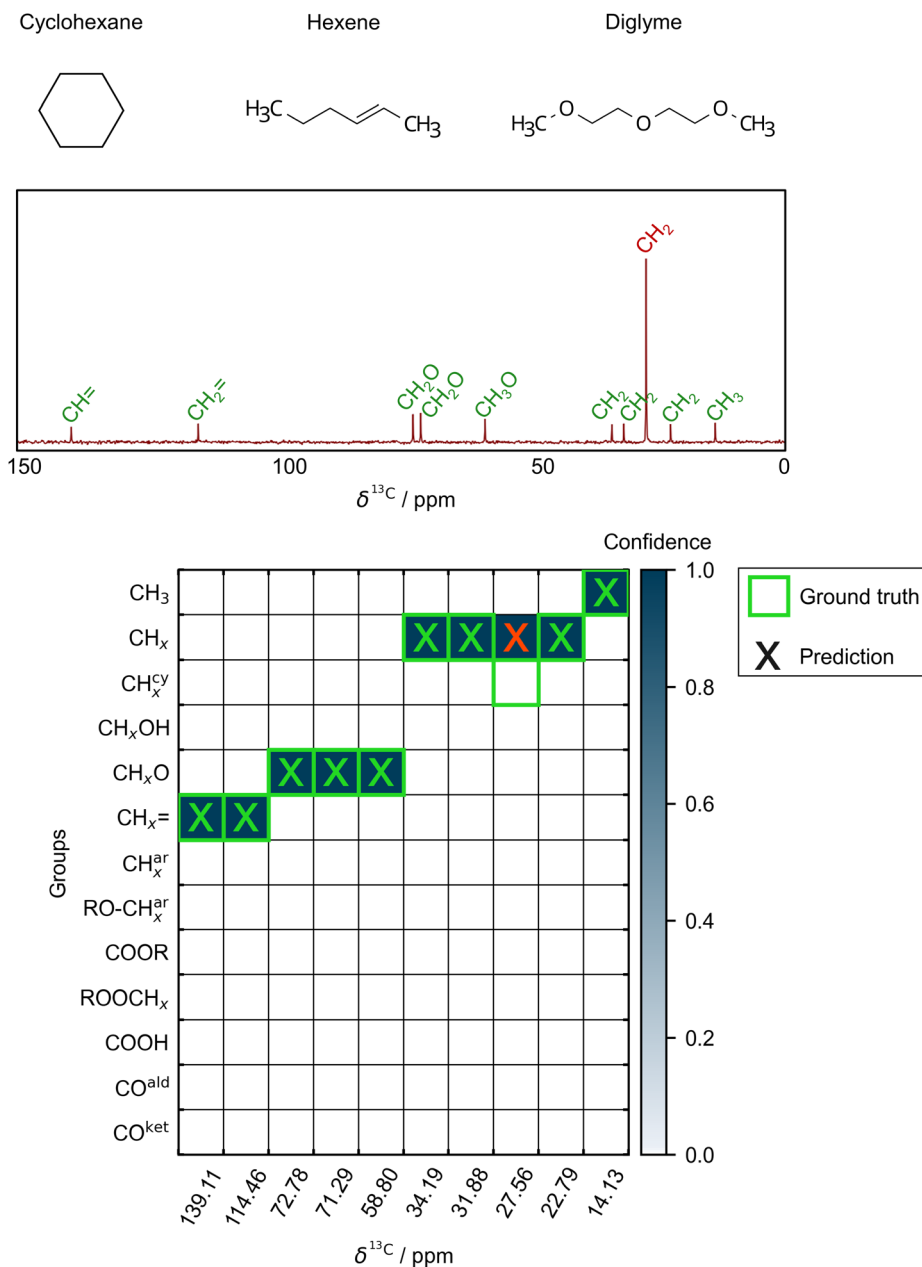 Cyclohexane Hexene Diglyme
H₃C CH₃ H₃C O O O CH₃
CH= CH₂= CH₂O CH₂O CH₃O CH₂ CH₂ CH₂ CH₂ CH₃
150 100 50 0
δ ¹³C / ppm
Confidence
CH₃
CHₓ
CHₓᶜʸ
CHₓOH
CHₓO
CHₓ=
CHₓᵃʳ
RO-CHₓᵃʳ
COOR
ROOCHₓ
COOH
COᵃˡᵈ
COᵏᵉᵗ
Groups
X
X X X X
X X X
X X
139.11 114.46 72.78 71.29 58.80 34.19 31.88 27.56 22.79 14.13
δ ¹³C / ppm
1.0
0.8
0.6
0.4
0.2
0.0
Ground truth
X Prediction